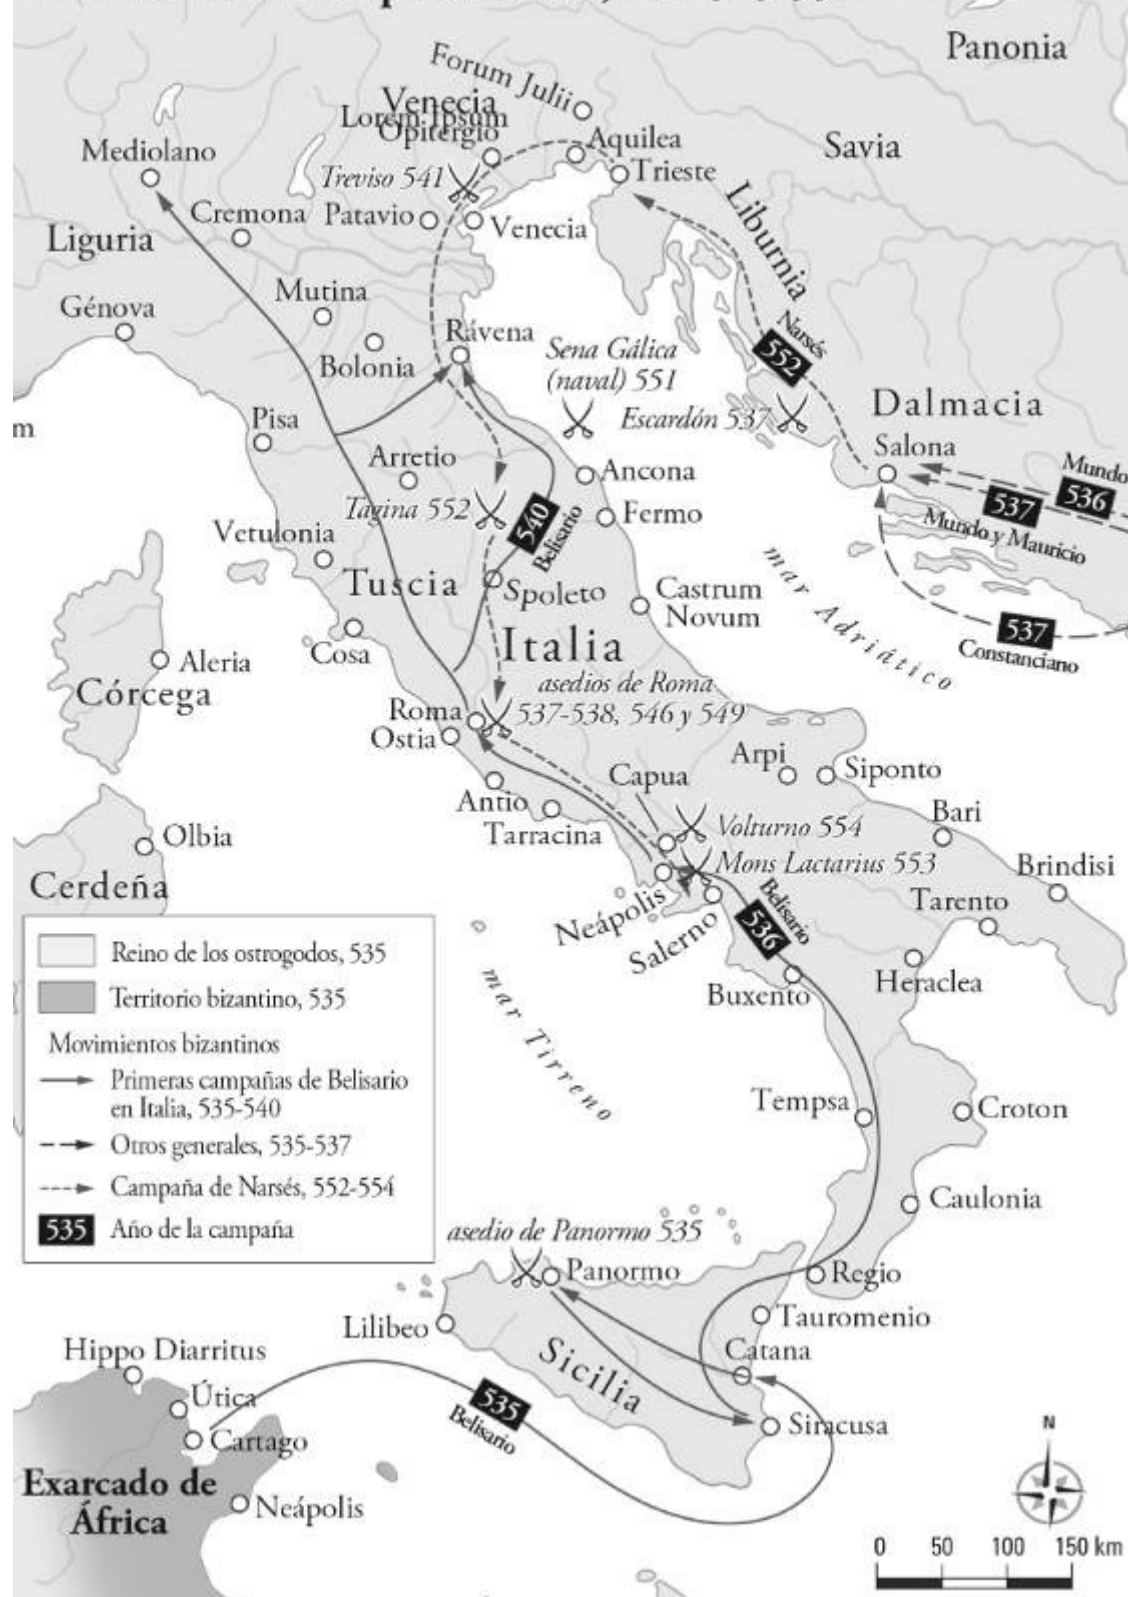 Panonia
Forum Julii
Venecia
Lorem Ipsum
Opitergio
Aquilea
Savia
Mediolano
Treviso 541
Trieste
Cremona
Patavio
Venecia
Liburnia
Liguria
Mutina
Génova
Rávena
Narsés
552
Bolonia
Sena Gálica
(naval) 551
Escardón 537
Dalmacia
Pisa
m
Salona
Arretio
Ancona
Mundo
536
537
Mundo y Mauricio
Tagina 552
540
Belisario
Fermo
Vetulonia
mar Adriático
Tuscia
Spoleto
Castrum
Novum
537
Constanciano
Cosa
Italia
Aleria
Córcega
asedios de Roma
537-538, 546 y 549
Roma
Ostia
Arpi
Siponto
Capua
Antio
Tarracina
Bari
Olbia
Volturno 554
Mons Lactarius 553
Brindisi
Cerdeña
Belisario
536
Tarento
Neápolis
Salerno
Heraclea
Buxento
mar Tirreno
Reino de los ostrogodos, 535
Territorio bizantino, 535
Movimientos bizantinos
Primeras campañas de Belisario
en Italia, 535-540
Otros generales, 535-537
Campaña de Narsés, 552-554
535 Año de la campaña
Tempsa
Croton
Caulonia
asedio de Panormo 535
Panormo
Regio
Lilibeo
Tauromenio
Hippo Diarritus
Sicilia
Catana
Útica
535
Belisario
Siracusa
Cartago
N
Exarcado de
África
Neápolis
0 50 100 150 km